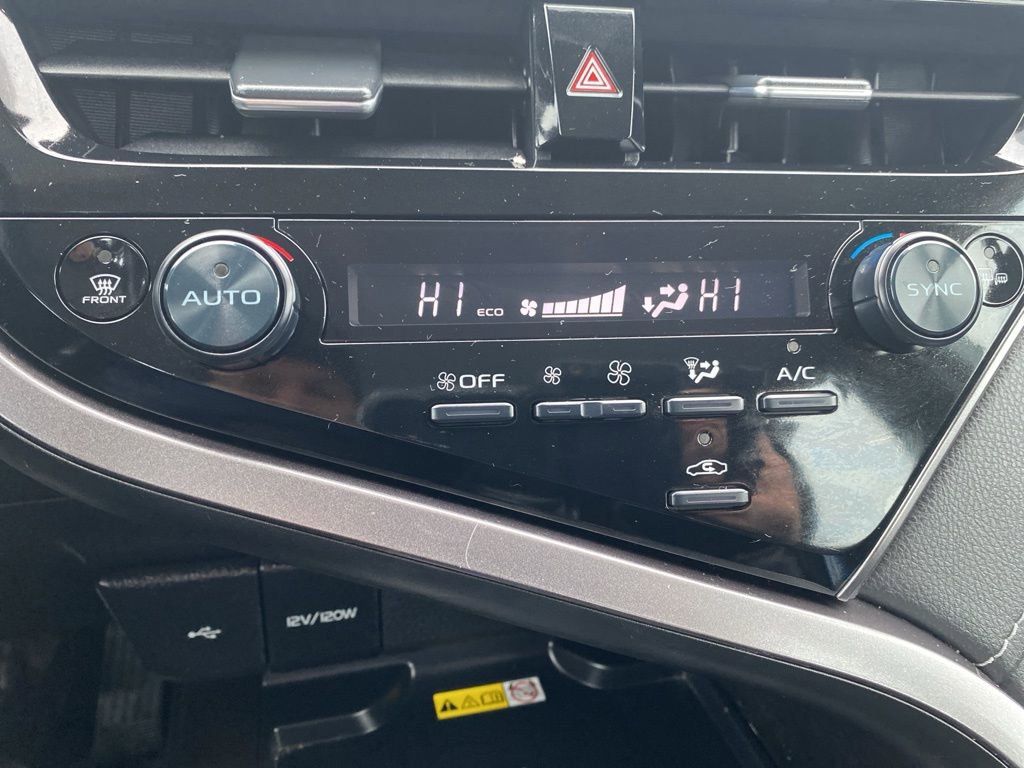 FRONT
AUTO
HI ECO HI
SYNC
OFF
A/C
12V/120W